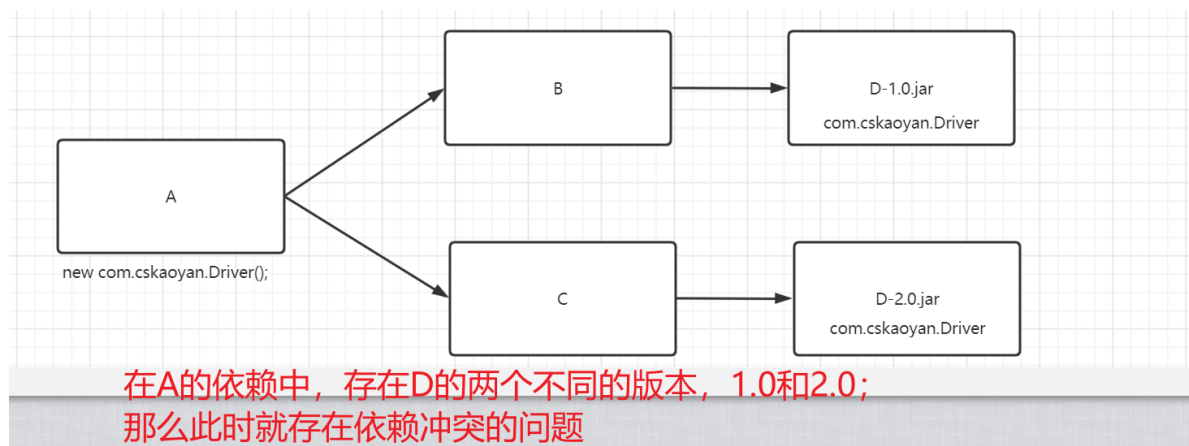 B
D-1.0.jar
com.cskaoyan.Driver
A
new com.cskaoyan.Driver();
C
D-2.0.jar
com.cskaoyan.Driver
在A的依赖中，存在D的两个不同的版本，1.0和2.0；
那么此时就存在依赖冲突的问题